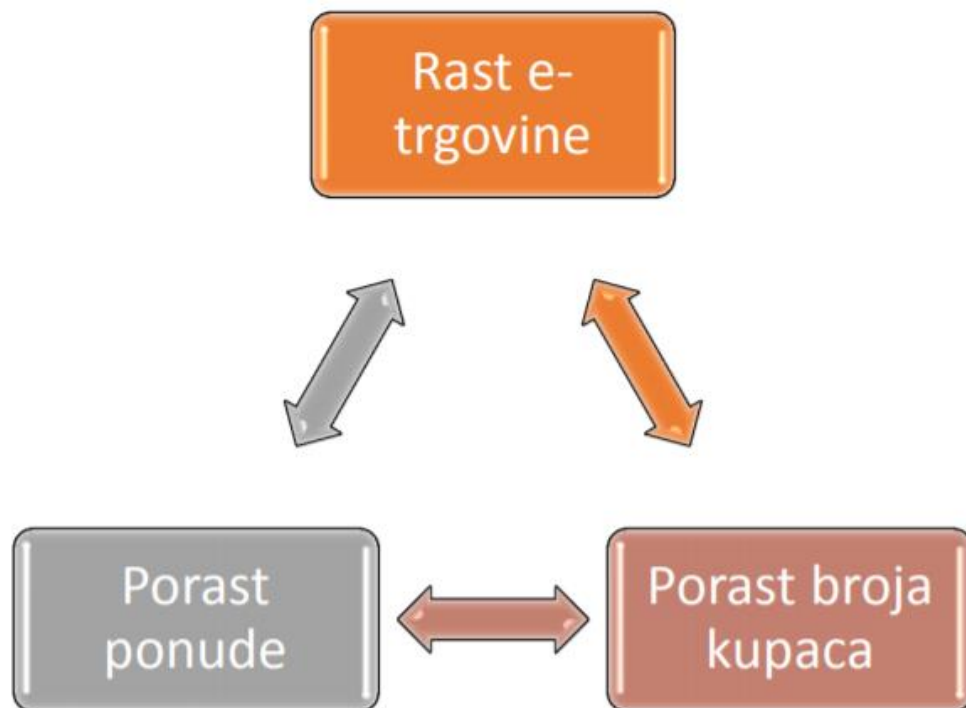 Rast e-
trgovine
Porast
ponude
Porast broja
kupaca